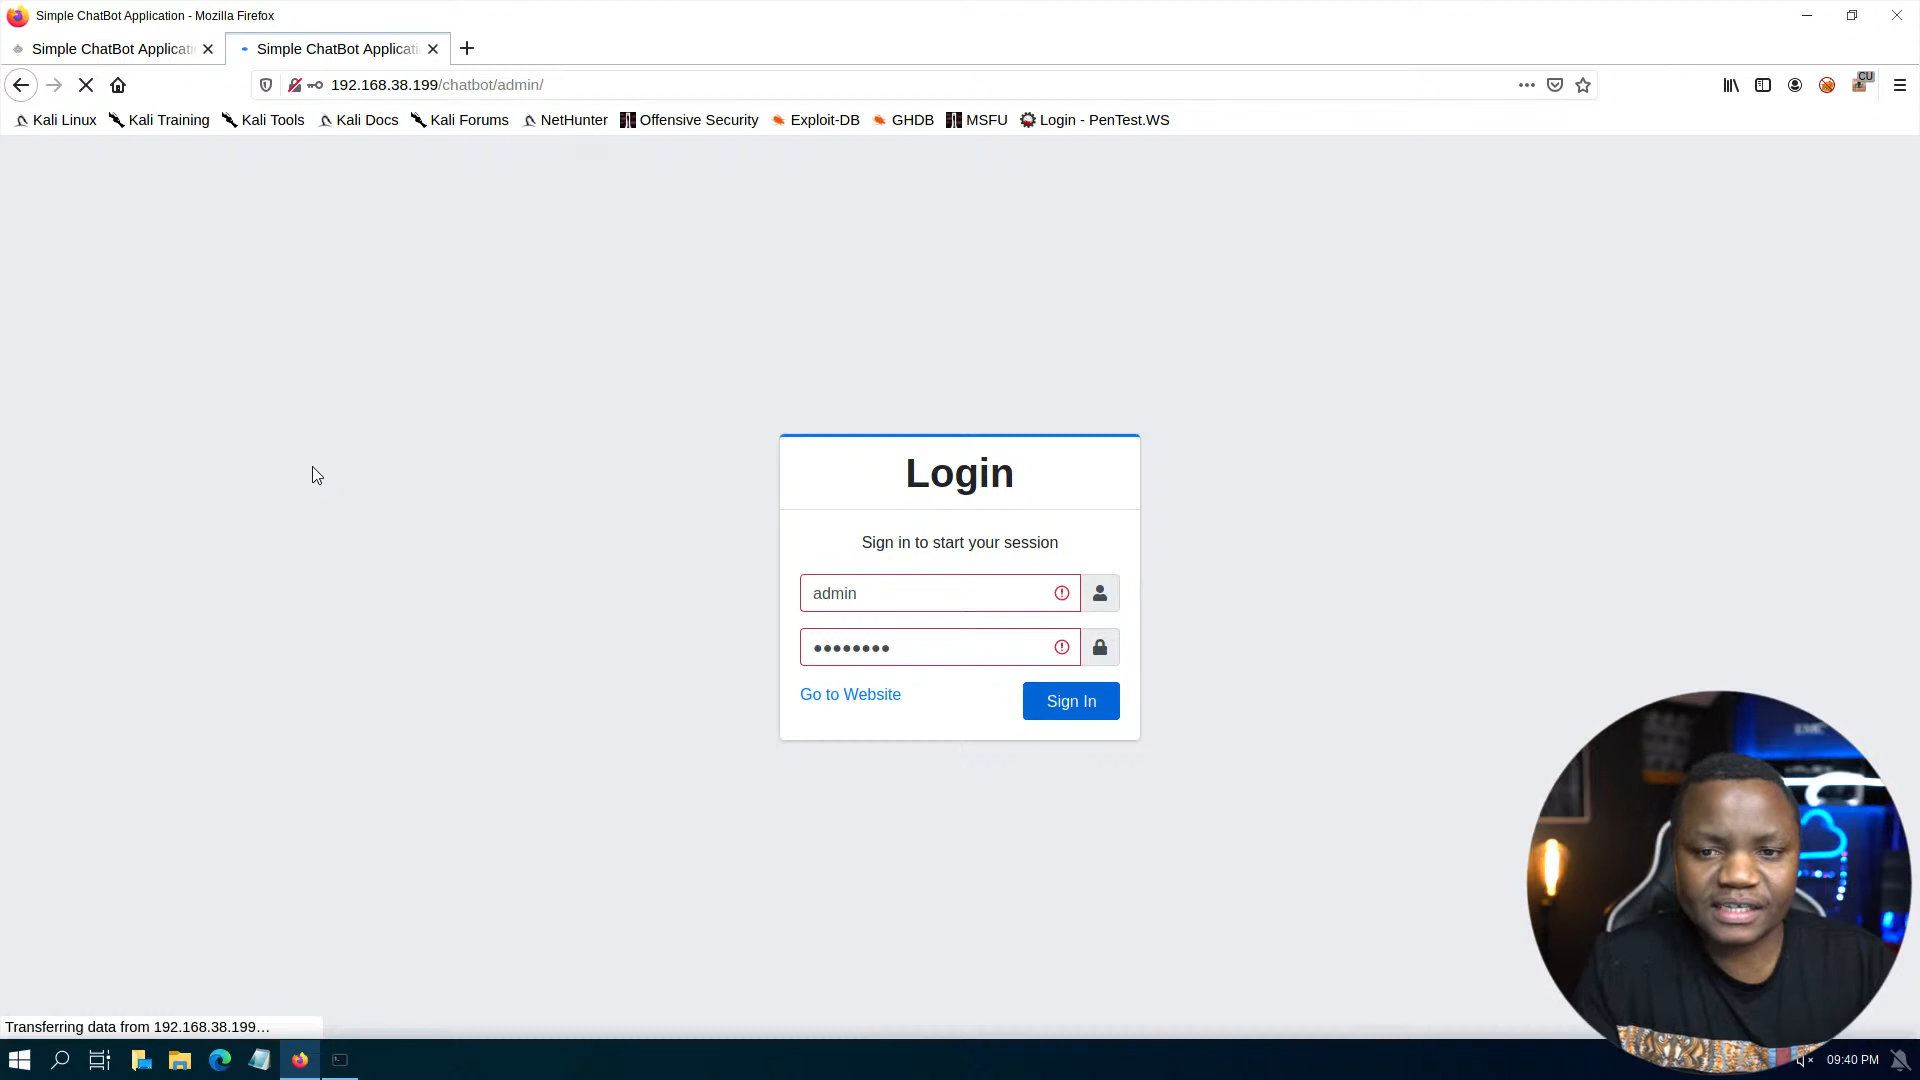 Simple ChatBot Application - Mozilla Firefox
Simple ChatBot Applicati
Simple ChatBot Applicati
192.168.38.199/chatbot/admin/
CU
Kali Linux
Kali Training
Kali Tools
Kali Docs
Kali Forums
NetHunter
Offensive Security
Exploit-DB
GHDB
MSFU
Login - PenTest.WS
Login
Sign in to start your session
admin
Go to Website
Sign In
Transferring data from 192.168.38.199…
09:40 PM